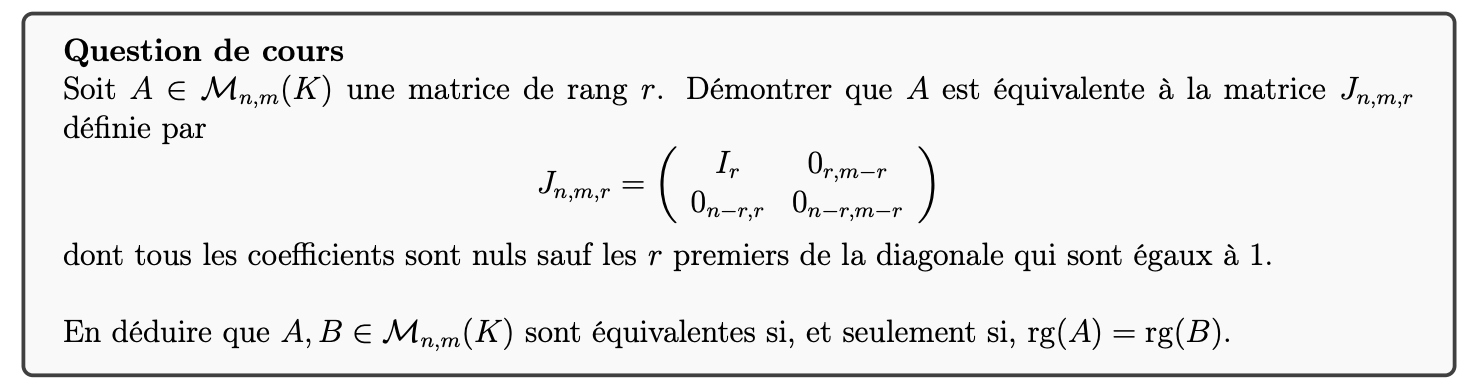 Question de cours
Soit $A \in \mathcal{M}_{n,m}(K)$ une matrice de rang $r$. Démontrer que $A$ est équivalente à la matrice $J_{n,m,r}$
définie par
$J_{n,m,r} = \begin{pmatrix} I_r & 0_{r,m-r} \\ 0_{n-r,r} & 0_{n-r,m-r} \end{pmatrix}$
dont tous les coefficients sont nuls sauf les $r$ premiers de la diagonale qui sont égaux à 1.
En déduire que $A, B \in \mathcal{M}_{n,m}(K)$ sont équivalentes si, et seulement si, $\mathrm{rg}(A) = \mathrm{rg}(B)$.